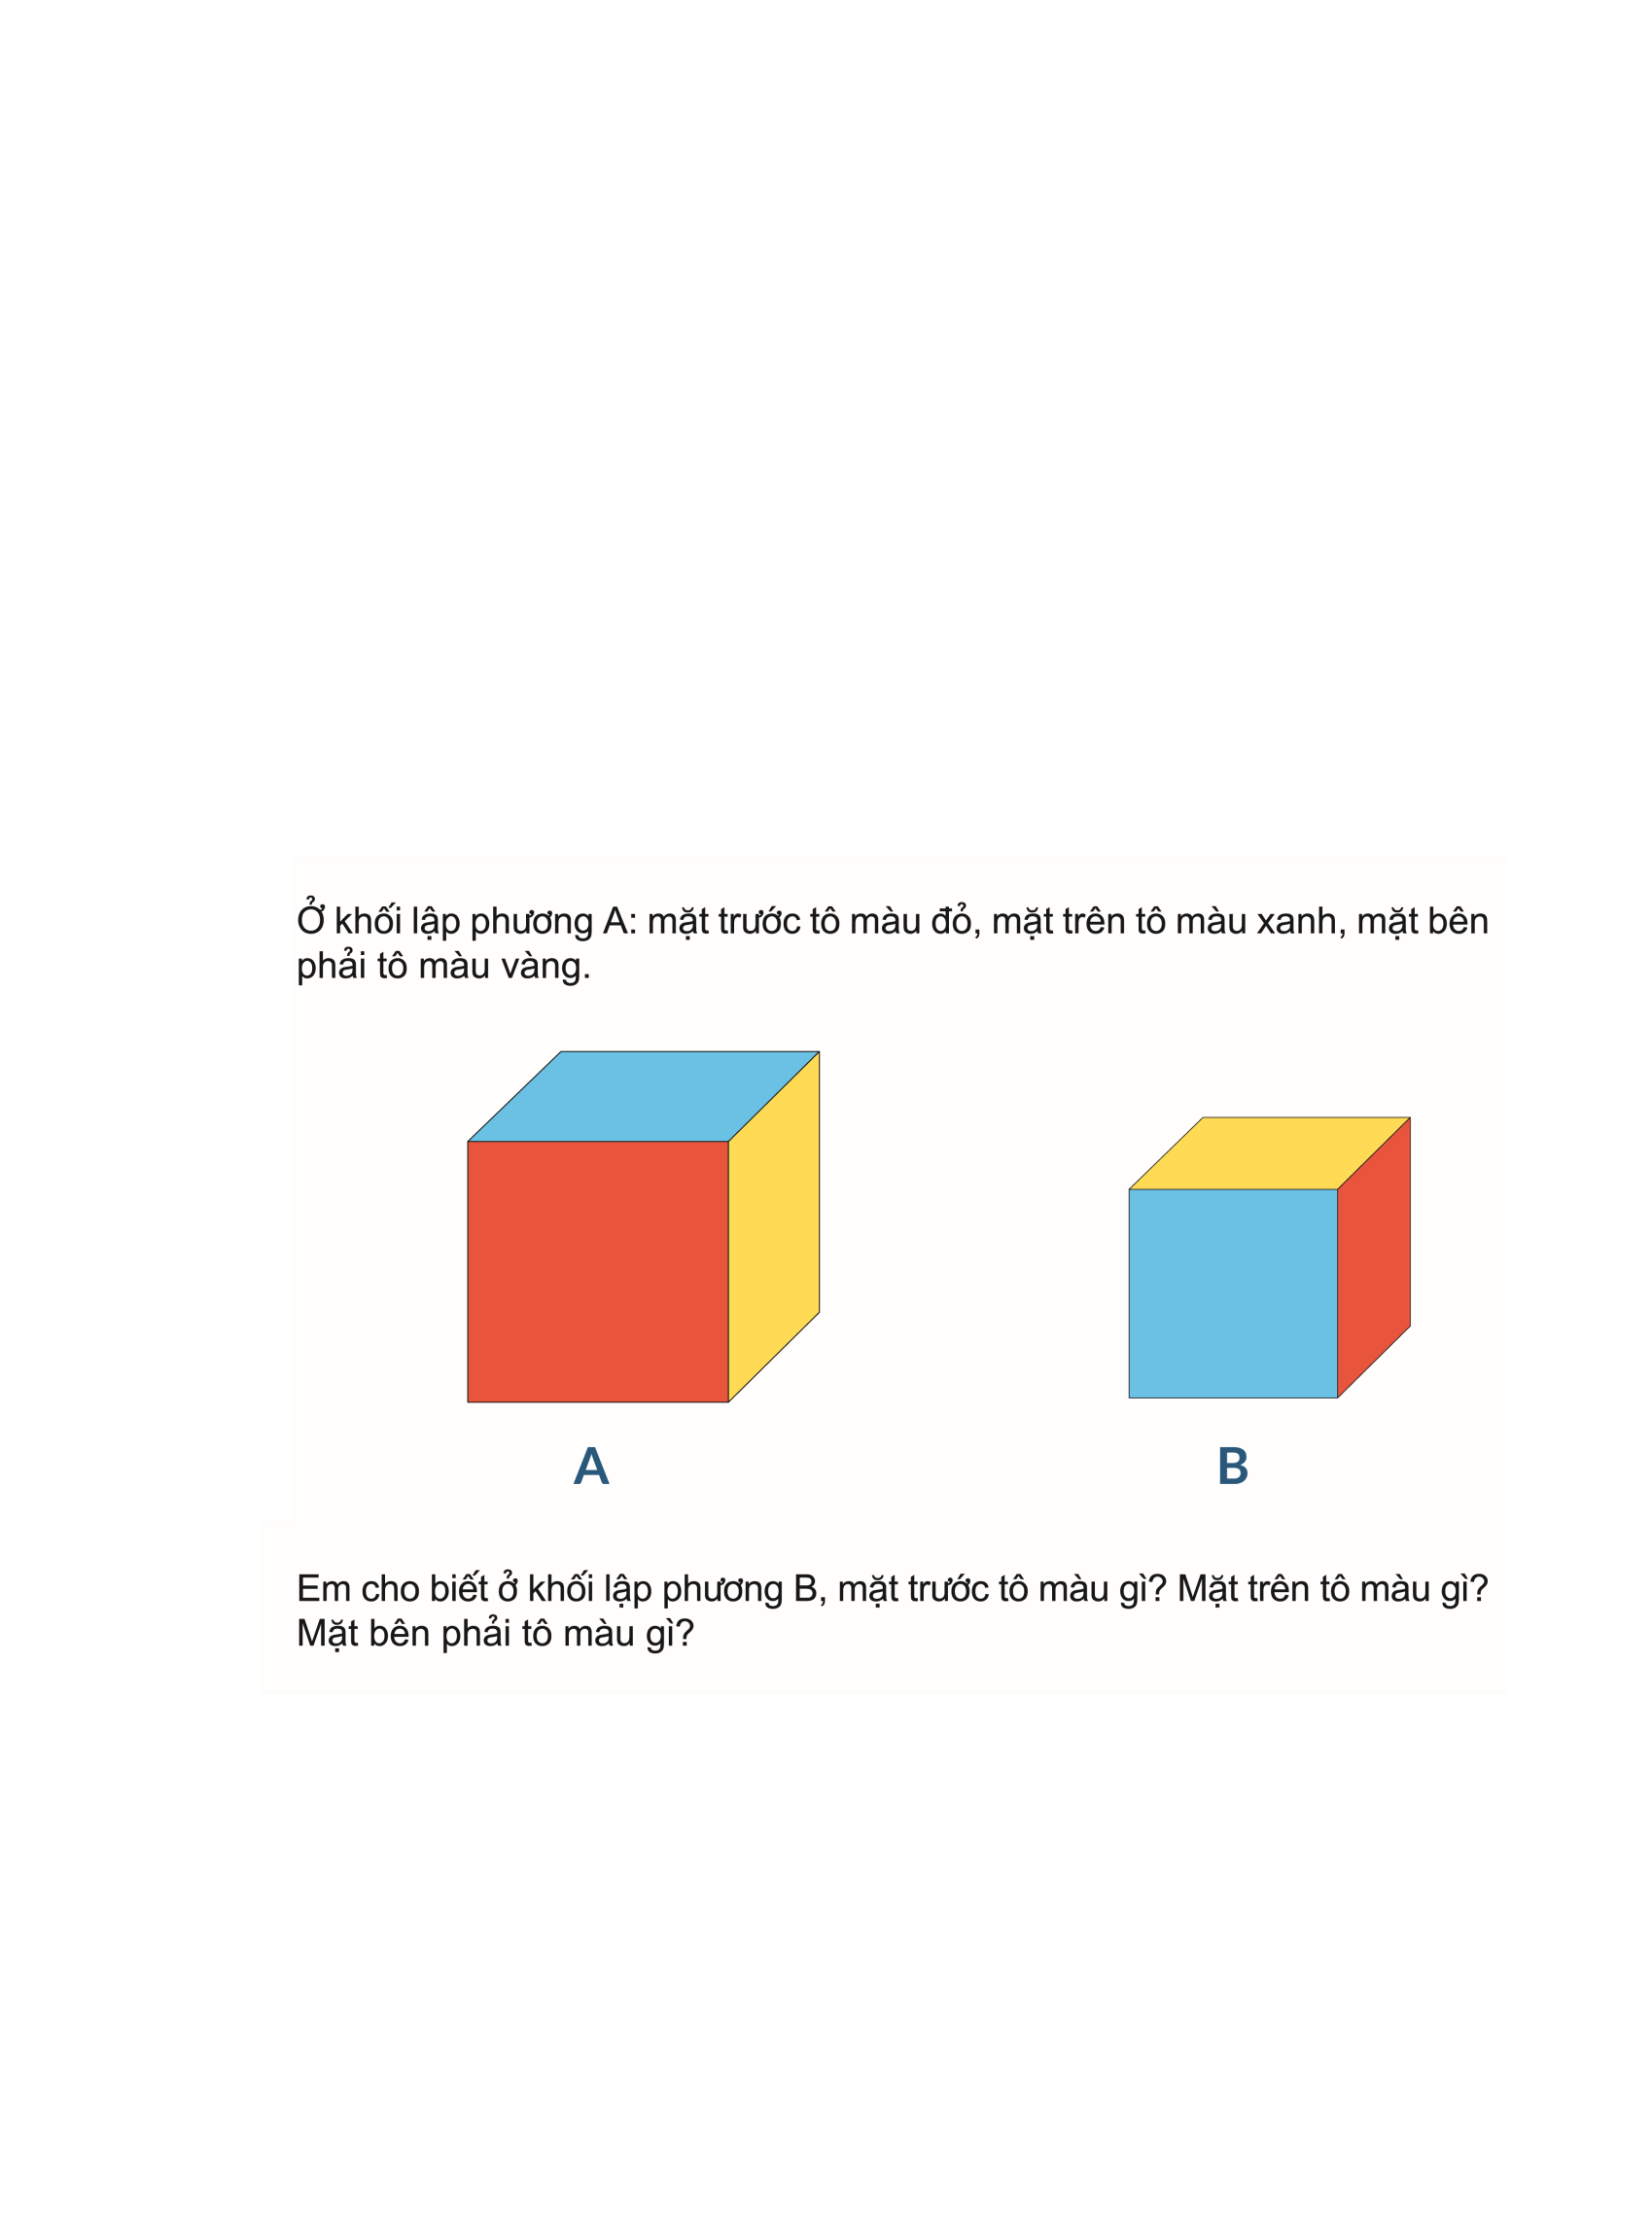 Ở khối lập phương A: mặt trước tô màu đỏ, mặt trên tô màu xanh, mặt bên
phải tô màu vàng.
A
B
Em cho biết ở khối lập phương B, mặt trước tô màu gì? Mặt trên tô màu gì?
Mặt bên phải tô màu gì?